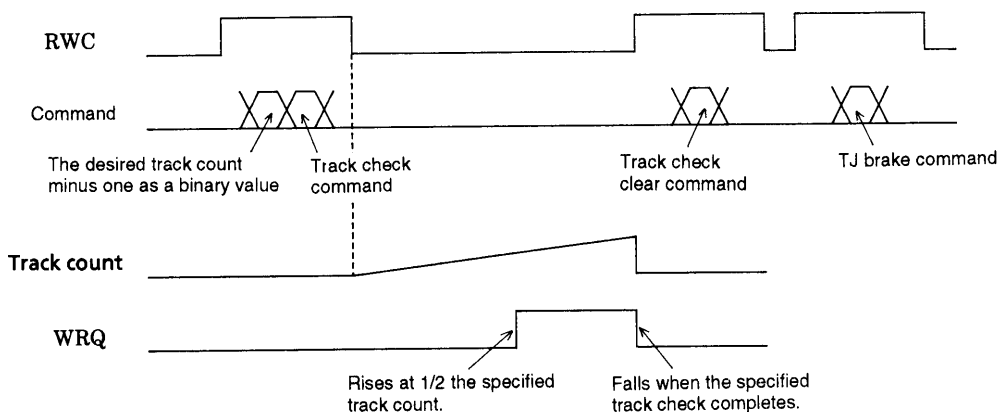 RWC
Command
The desired track count
minus one as a binary value
Track check
command
Track check
clear command
TJ brake command
Track count
WRQ
Rises at 1/2 the specified
track count.
Falls when the specified
track check completes.